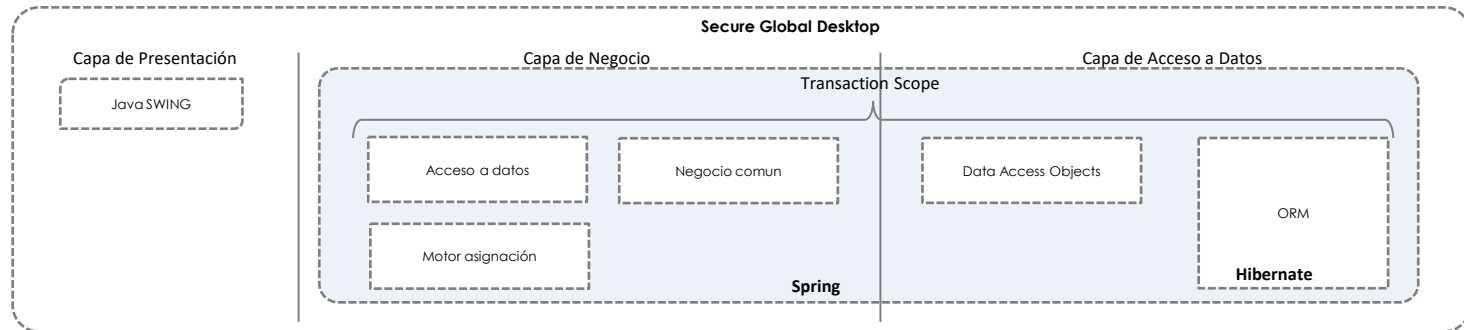 Secure Global Desktop
Capa de Presentación
Capa de Negocio
Capa de Acceso a Datos
Java SWING
Transaction Scope
Acceso a datos
Negocio comun
Data Access Objects
ORM
Motor asignación
Hibernate
Spring